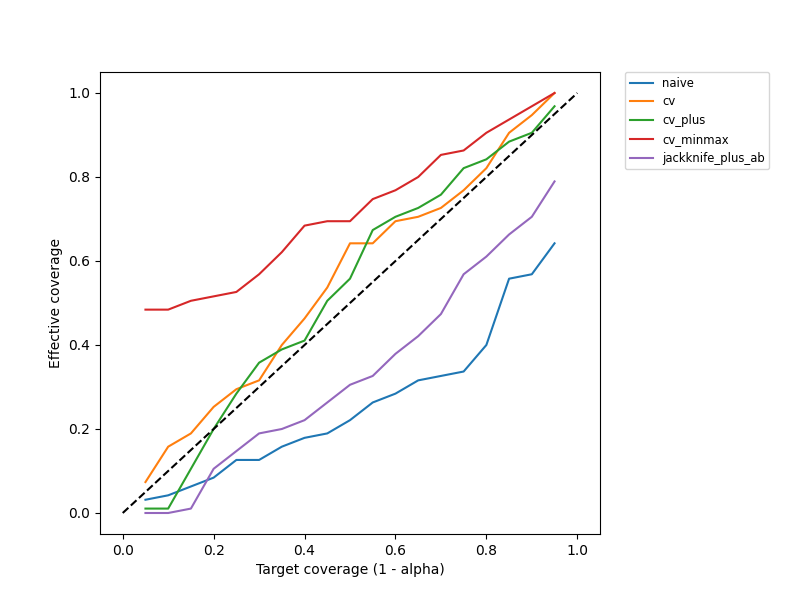 naive
cv
cv_plus
cv_minmax
jackknife_plus_ab
1.0
0.8
0.6
0.4
0.2
0.0
Effective coverage
0.0 0.2 0.4 0.6 0.8 1.0
Target coverage (1 - alpha)